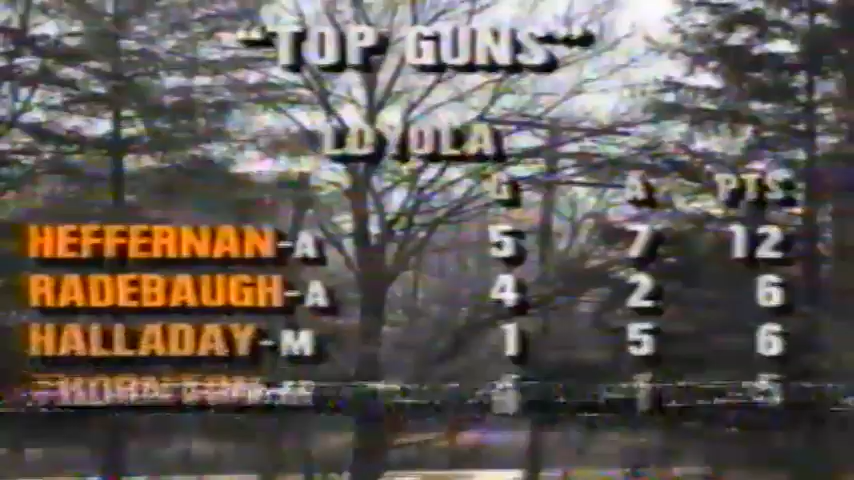 "TOP GUNS"
LOYOLA
G A PTS
HEFFERNAN-A 5 7 12
RADEBAUGH-A 4 2 6
HALLADAY-M 1 5 6